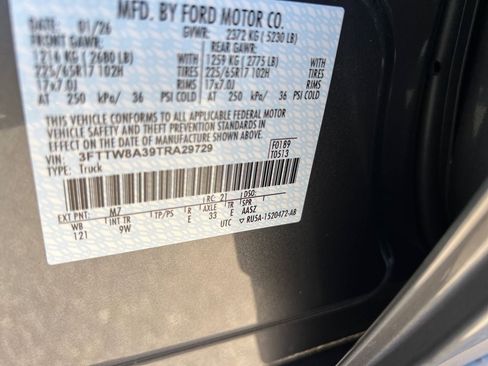 MFD. BY FORD MOTOR CO.
DATE: 01/26 GVWR: 2372 KG ( 5230 LB)
FRONT GAWR: REAR GAWR:
1216 KG ( 2680 LB) 1259 KG ( 2775 LB)
225/65R17 102H TIRES 225/65R17 102H TIRES
17x7.0J RIMS 17x7.0J RIMS
AT 250 kPa/ 36 PSI COLD AT 250 kPa/ 36 PSI COLD
THIS VEHICLE CONFORMS TO ALL APPLICABLE FEDERAL MOTOR
VEHICLE SAFETY AND THEFT PREVENTION STANDARDS IN EFFECT
ON THE DATE OF MANUFACTURE SHOWN ABOVE.
VIN: 3FTTW8A39TRA29729 F0189
TYPE: Truck T0513
EXT PNT: M7 RC: 21 DSO:
WB INT TR TP/PS R AXLE TR SPR
121 9W E 33 E AASZ
UTC ▽ RU5A-1520472-AB